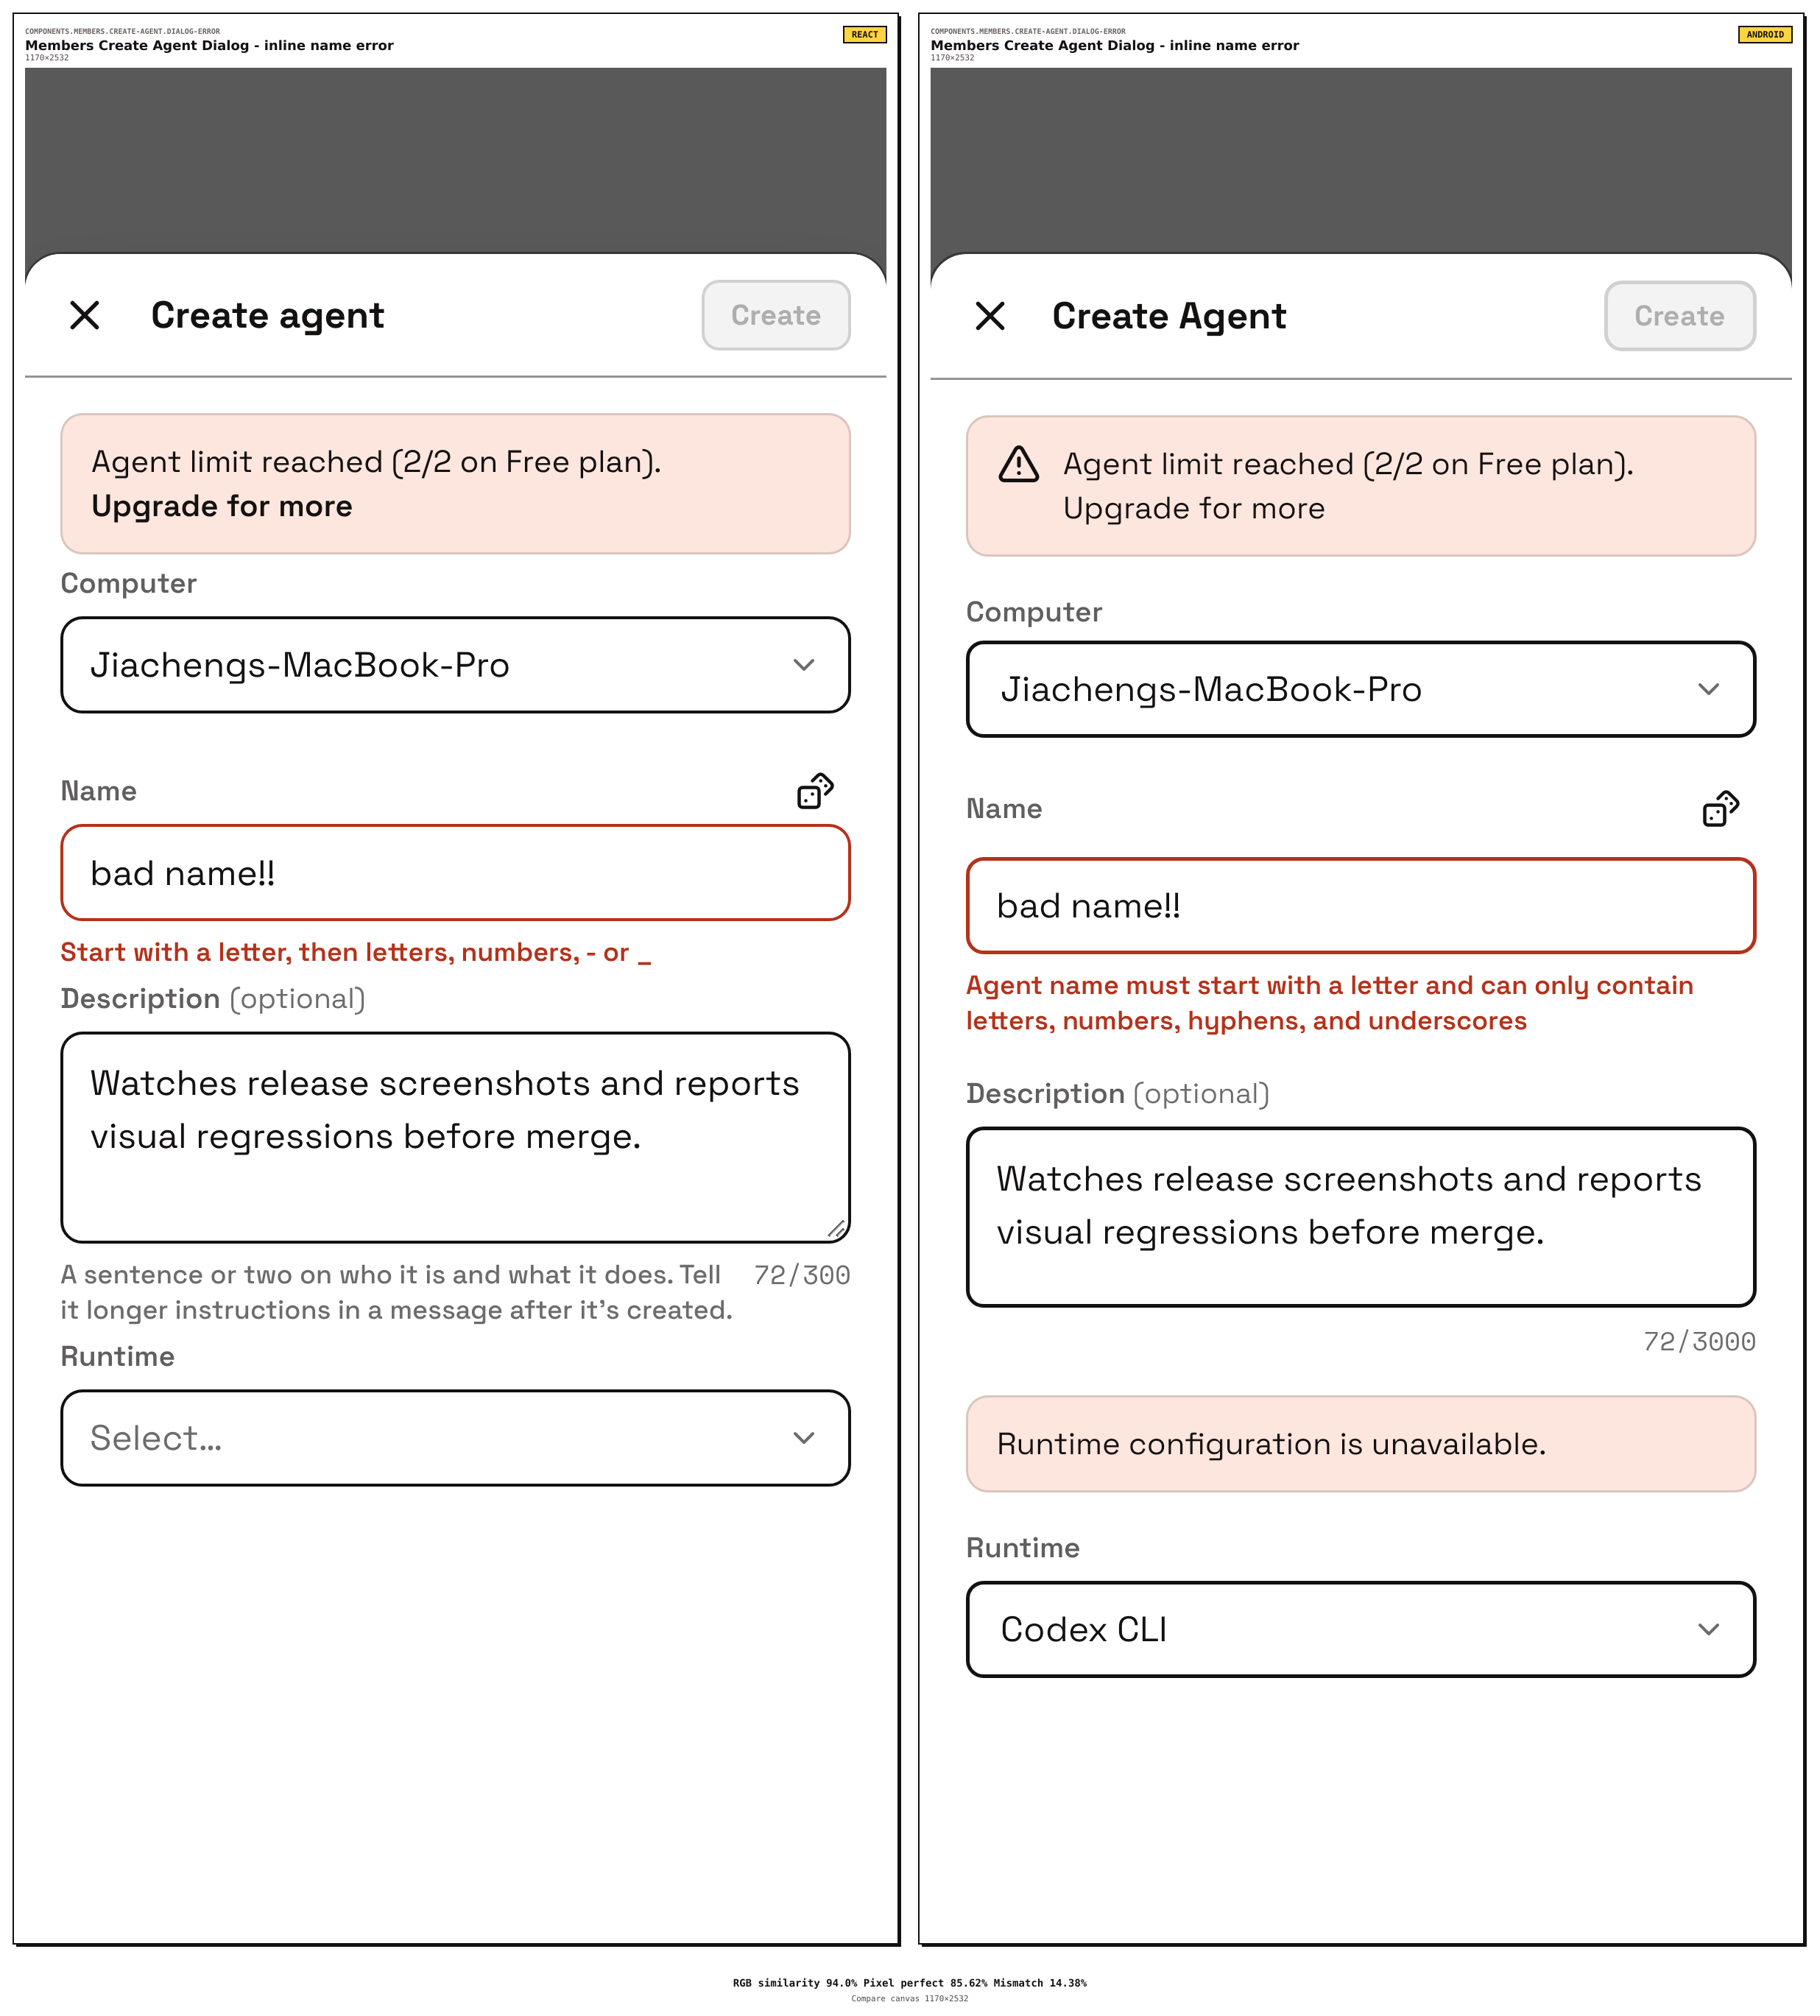 COMPONENTS.MEMBERS.CREATE-AGENT.DIALOG-ERROR
Members Create Agent Dialog - inline name error
1170×2532
REACT
Create agent
Create
Agent limit reached (2/2 on Free plan).
Upgrade for more
Computer
Jiachengs-MacBook-Pro
Name
bad name!!
Start with a letter, then letters, numbers, - or _
Description (optional)
Watches release screenshots and reports
visual regressions before merge.
A sentence or two on who it is and what it does. Tell
it longer instructions in a message after it’s created.
72/300
Runtime
Select…
COMPONENTS.MEMBERS.CREATE-AGENT.DIALOG-ERROR
Members Create Agent Dialog - inline name error
1170×2532
ANDROID
Create Agent
Create
Agent limit reached (2/2 on Free plan).
Upgrade for more
Computer
Jiachengs-MacBook-Pro
Name
bad name!!
Agent name must start with a letter and can only contain
letters, numbers, hyphens, and underscores
Description (optional)
Watches release screenshots and reports
visual regressions before merge.
72/3000
Runtime configuration is unavailable.
Runtime
Codex CLI
RGB similarity 94.0% Pixel perfect 85.62% Mismatch 14.38%
Compare canvas 1170×2532